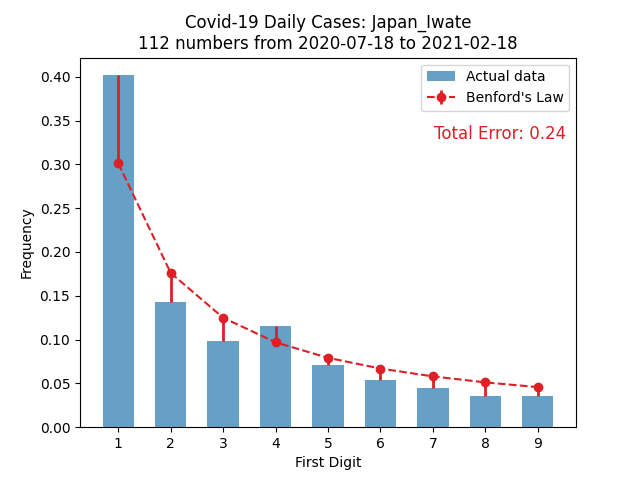 Covid-19 Daily Cases: Japan_Iwate
112 numbers from 2020-07-18 to 2021-02-18
Actual data
Benford's Law
Total Error: 0.24
Frequency
0.40
0.35
0.30
0.25
0.20
0.15
0.10
0.05
0.00
1 2 3 4 5 6 7 8 9
First Digit